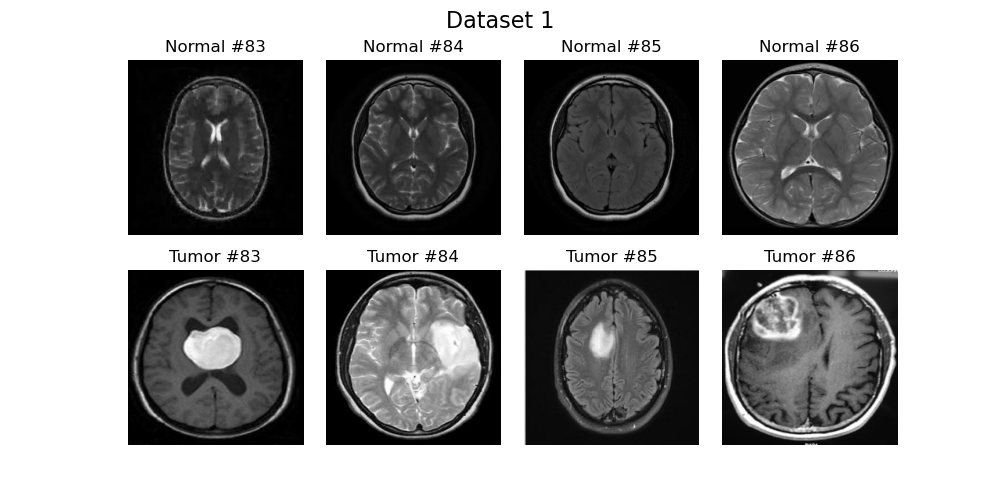 Dataset 1
Normal #83
Normal #84
Normal #85
Normal #86
Tumor #83
Tumor #84
Tumor #85
Tumor #86